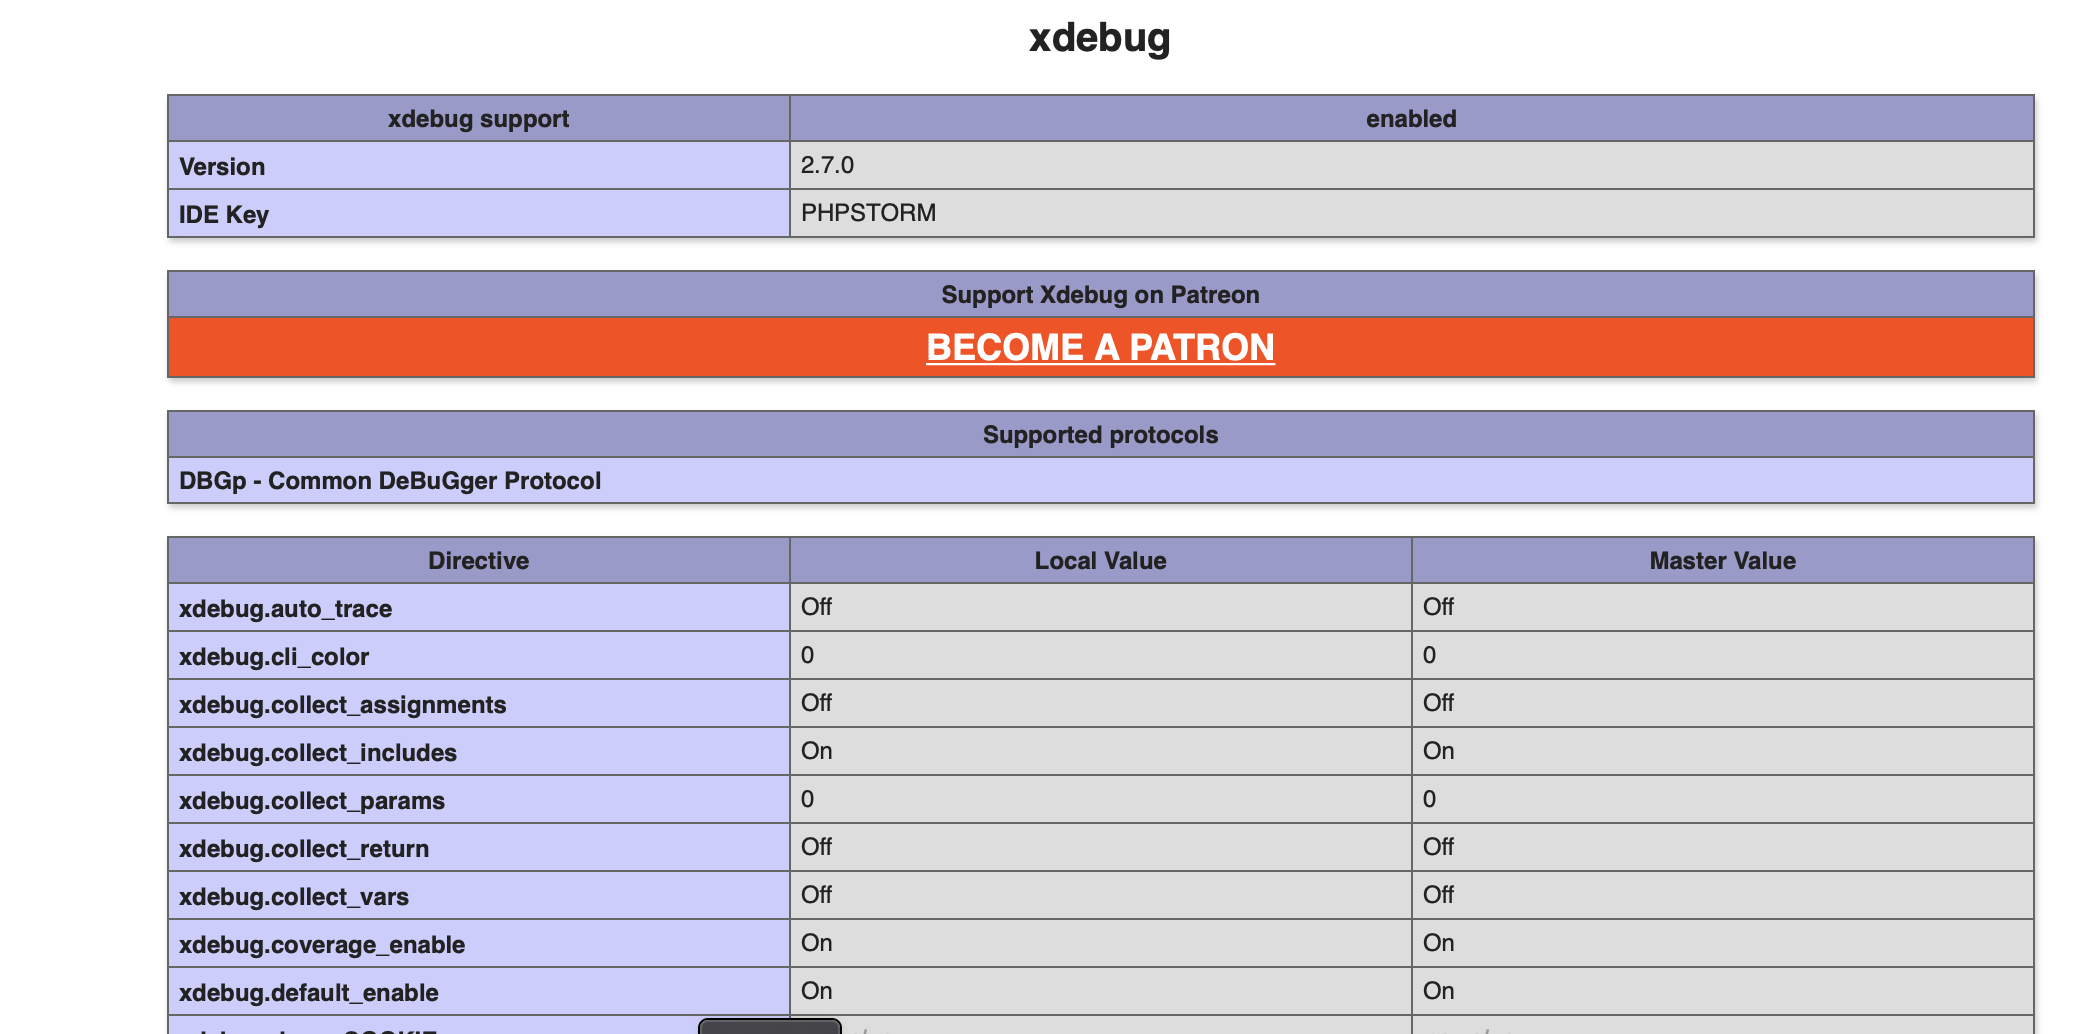 xdebug
xdebug support enabled
Version 2.7.0
IDE Key PHPSTORM
Support Xdebug on Patreon
BECOME A PATRON
Supported protocols
DBGp - Common DeBuGger Protocol
Directive Local Value Master Value
xdebug.auto_trace Off Off
xdebug.cli_color 0 0
xdebug.collect_assignments Off Off
xdebug.collect_includes On On
xdebug.collect_params 0 0
xdebug.collect_return Off Off
xdebug.collect_vars Off Off
xdebug.coverage_enable On On
xdebug.default_enable On On